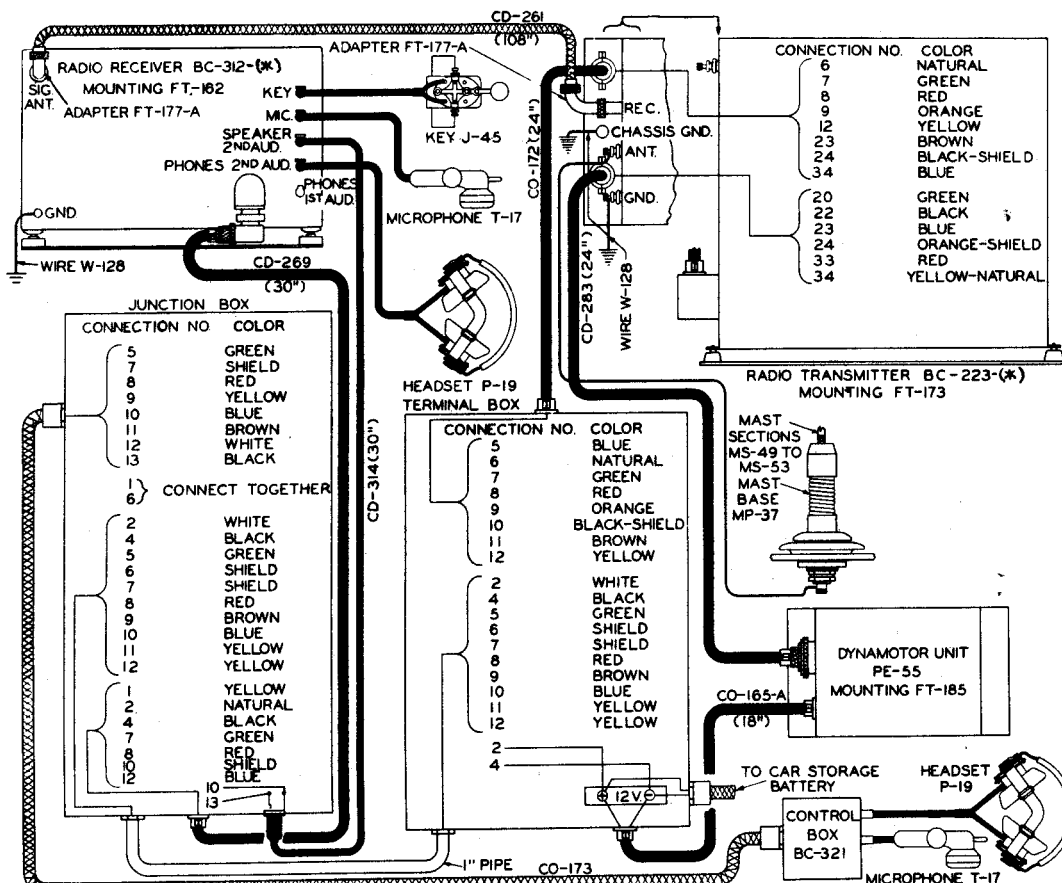 CD-261
(108")
ADAPTER FT-177-A
RADIO RECEIVER BC-312-(*)
MOUNTING FT-162
SIG
ANT.
ADAPTER FT-177-A
KEY
MIC.
SPEAKER
2ND AUD.
PHONES 2ND AUD.
PHONES
1ST AUD.
GND.
WIRE W-128
KEY J-45
MICROPHONE T-17
CD-269
(30")
CO-172 (24")
REC.
CHASSIS GND.
ANT.
GND.
CD-283 (24")
WIRE W-128
CONNECTION NO. COLOR
6 NATURAL
7 GREEN
8 RED
9 ORANGE
12 YELLOW
23 BROWN
24 BLACK-SHIELD
34 BLUE
20 GREEN
22 BLACK
23 BLUE
24 ORANGE-SHIELD
33 RED
34 YELLOW-NATURAL
RADIO TRANSMITTER BC-223-(*)
MOUNTING FT-173
JUNCTION BOX
CONNECTION NO. COLOR
5 GREEN
7 SHIELD
8 RED
9 YELLOW
10 BLUE
11 BROWN
12 WHITE
13 BLACK
1
6
CONNECT TOGETHER
2 WHITE
4 BLACK
5 GREEN
6 SHIELD
7 SHIELD
8 RED
9 BROWN
10 BLUE
11 YELLOW
12 YELLOW
1 YELLOW
2 NATURAL
4 BLACK
7 GREEN
8 RED
10 SHIELD
12 BLUE
10
13
CD-314 (30")
HEADSET P-19
TERMINAL BOX
CONNECTION NO. COLOR
5 BLUE
6 NATURAL
7 GREEN
8 RED
9 ORANGE
10 BLACK-SHIELD
11 BROWN
12 YELLOW
2 WHITE
4 BLACK
5 GREEN
6 SHIELD
7 SHIELD
8 RED
9 BROWN
10 BLUE
11 YELLOW
12 YELLOW
2
4
12 V.
MAST
SECTIONS
MS-49 TO
MS-53
MAST
BASE
MP-37
DYNAMOTOR UNIT
PE-55
MOUNTING FT-185
CO-165-A
(18")
TO CAR STORAGE
BATTERY
HEADSET
P-19
CONTROL
BOX
BC-321
MICROPHONE T-17
1" PIPE
CO-173